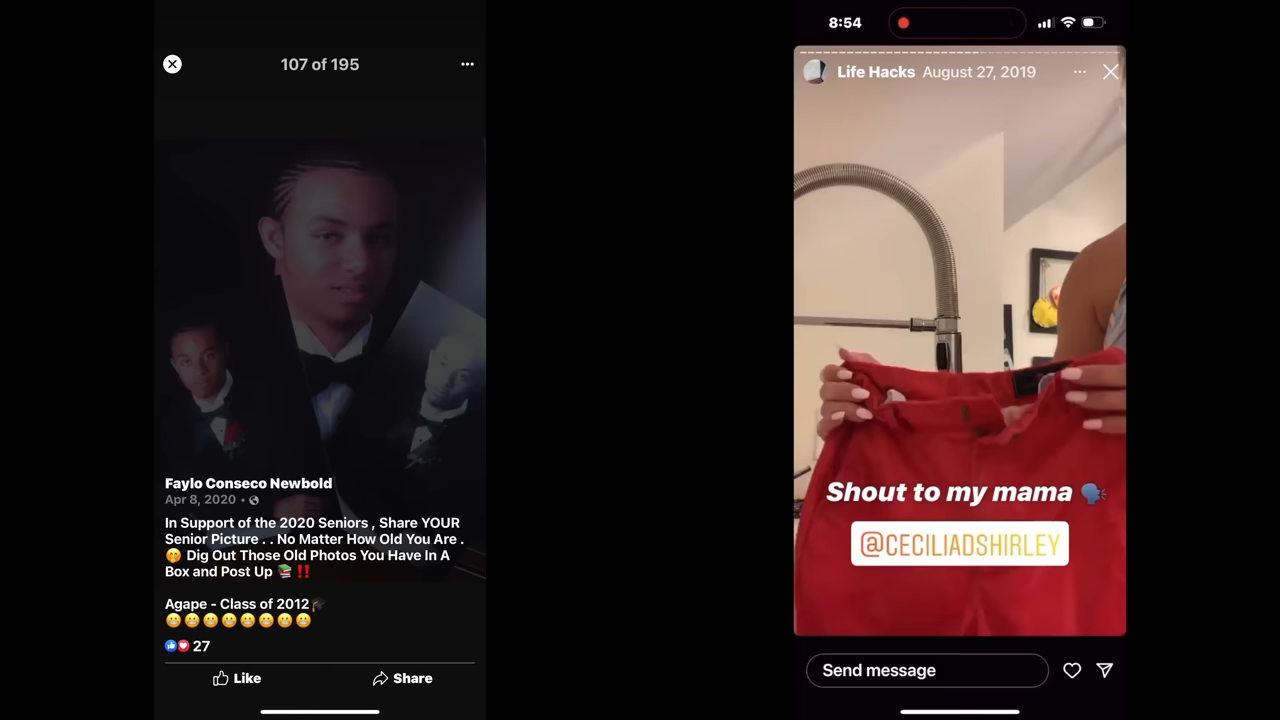 107 of 195
Faylo Conseco Newbold
Apr 8, 2020 •
In Support of the 2020 Seniors , Share YOUR
Senior Picture . . No Matter How Old You Are .
🤭 Dig Out Those Old Photos You Have In A
Box and Post Up 📚 ‼️
Agape - Class of 2012🎓
😬😬😬😬😬😬😬😬
27
Like
Share
8:54
Life Hacks August 27, 2019
Shout to my mama 🗣️
@CECILIADSHIRLEY
Send message